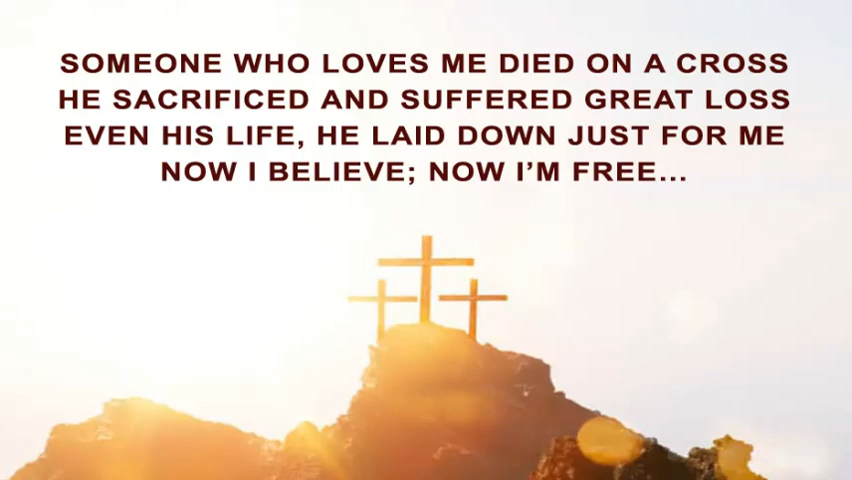 SOMEONE WHO LOVES ME DIED ON A CROSS
HE SACRIFICED AND SUFFERED GREAT LOSS
EVEN HIS LIFE, HE LAID DOWN JUST FOR ME
NOW I BELIEVE; NOW I’M FREE...